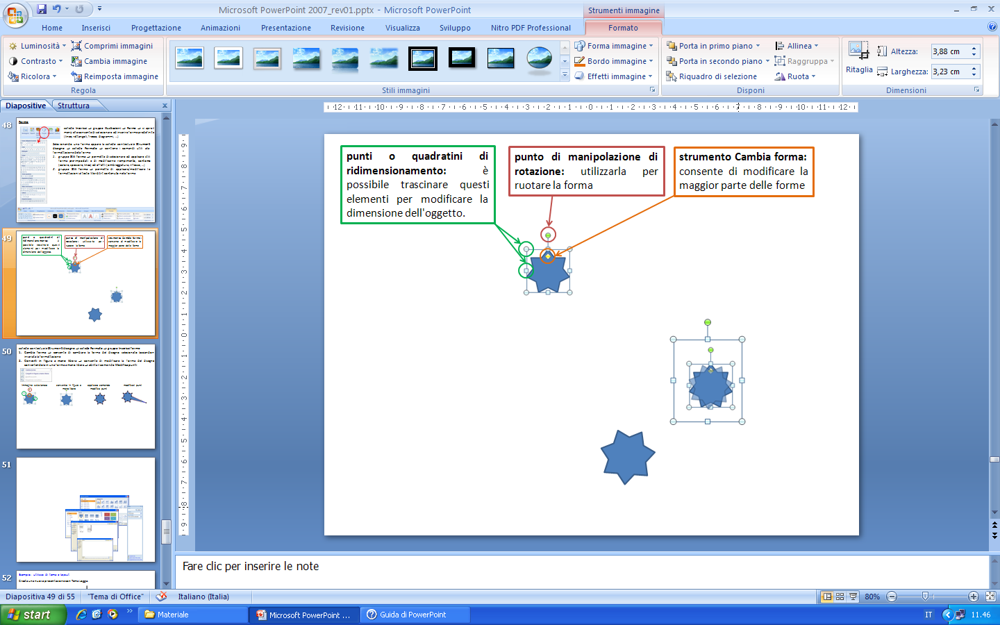 Microsoft PowerPoint 2007_rev01.pptx - Microsoft PowerPoint
Strumenti immagine
Home Inserisci Progettazione Animazioni Presentazione Revisione Visualizza Sviluppo Nitro PDF Professional Formato
Luminosità
Contrasto
Ricolora
Comprimi immagini
Cambia immagine
Reimposta immagine
Regola
Stili immagini
Forma immagine
Bordo immagine
Effetti immagine
Porta in primo piano
Porta in secondo piano
Riquadro di selezione
Allinea
Raggruppa
Ruota
Disponi
Ritaglia
Altezza: 3,88 cm
Larghezza: 3,23 cm
Dimensioni
Diapositive Struttura
48
49
50
51
52
punti o quadratini di
ridimensionamento: è
possibile trascinare questi
elementi per modificare la
dimensione dell'oggetto.
punto di manipolazione di
rotazione: utilizzarla per
ruotare la forma
strumento Cambia forma:
consente di modificare la
maggior parte delle forme
Fare clic per inserire le note
Diapositiva 49 di 55 "Tema di Office" Italiano (Italia) 80%
start Materiale Microsoft PowerPoint ... Guida di PowerPoint IT 11.46